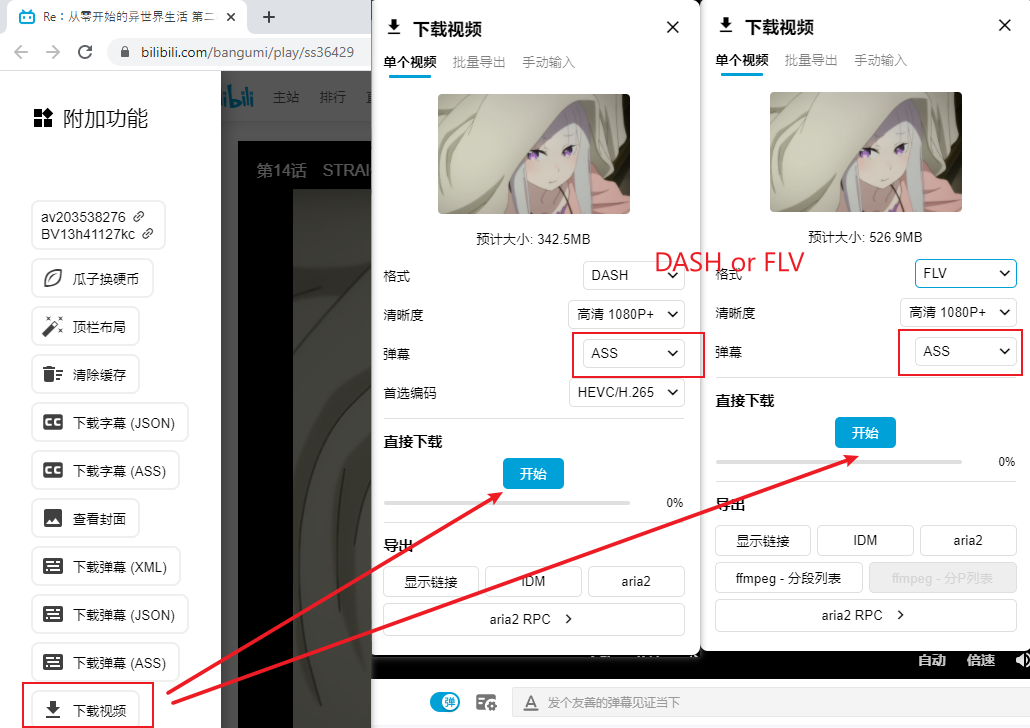 Re：从零开始的异世界生活 第二
bilibili.com/bangumi/play/ss36429
附加功能
av203538276
BV13h41127kc
瓜子换硬币
顶栏布局
清除缓存
下载字幕 (JSON)
下载字幕 (ASS)
查看封面
下载弹幕 (XML)
下载弹幕 (JSON)
下载弹幕 (ASS)
下载视频
bilibili
主站
排行
第14话 STRAI
下载视频
单个视频 批量导出 手动输入
预计大小: 342.5MB
格式 DASH
清晰度 高清 1080P+
弹幕 ASS
首选编码 HEVC/H.265
直接下载
开始
0%
导出
显示链接 IDM aria2
aria2 RPC
DASH or FLV
下载视频
单个视频 批量导出 手动输入
预计大小: 526.9MB
格式 FLV
清晰度 高清 1080P+
弹幕 ASS
直接下载
开始
0%
导出
显示链接 IDM aria2
ffmpeg - 分段列表 ffmpeg - 分P列表
aria2 RPC
自动 倍速
弹
发个友善的弹幕见证当下